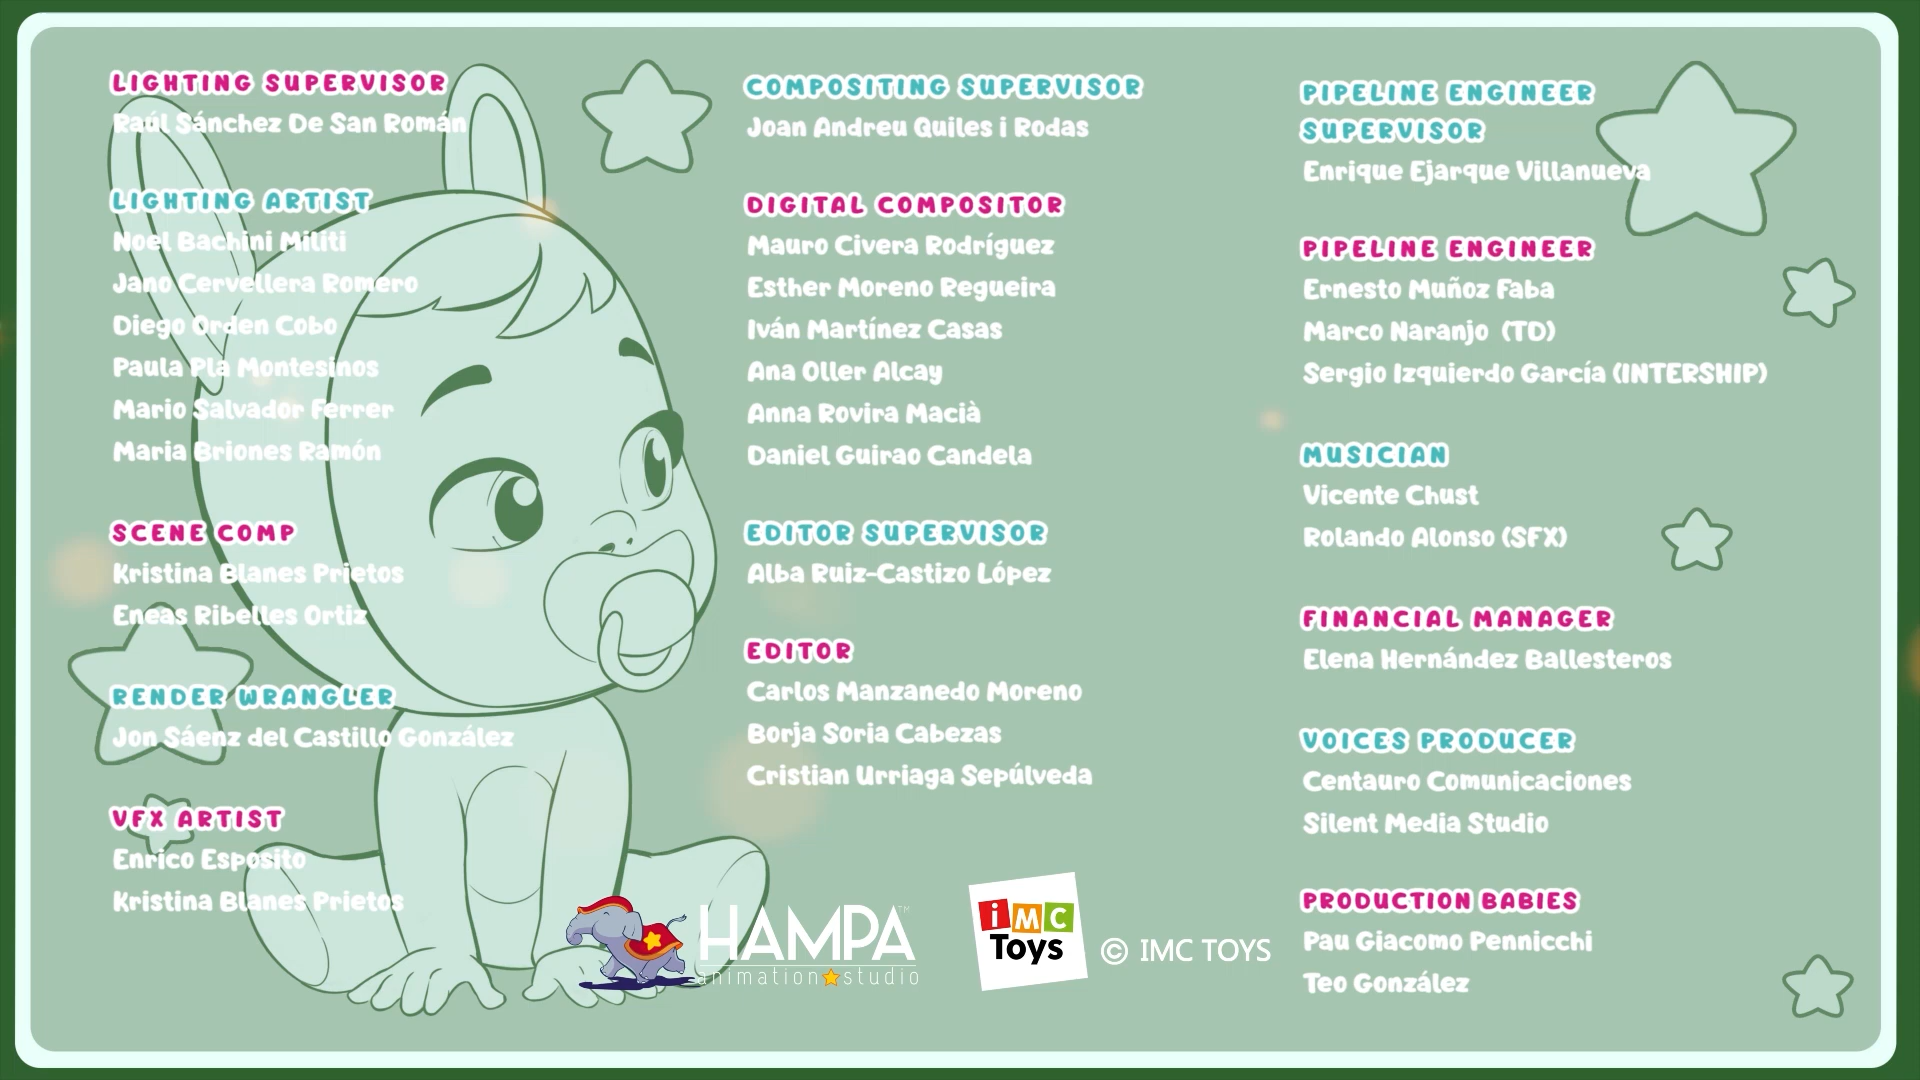 LIGHTING SUPERVISOR
Raúl Sánchez De San Román
LIGHTING ARTIST
Noel Bachini Militi
Jano Cervellera Romero
Diego Orden Cobo
Paula Pla Montesinos
Mario Salvador Ferrer
Maria Briones Ramón
SCENE COMP
Kristina Blanes Prietos
Eneas Ribelles Ortiz
RENDER WRANGLER
Jon Sáenz del Castillo González
VFX ARTIST
Enrico Esposito
Kristina Blanes Prietos
COMPOSITING SUPERVISOR
Joan Andreu Quiles i Rodas
DIGITAL COMPOSITOR
Mauro Civera Rodríguez
Esther Moreno Regueira
Iván Martínez Casas
Ana Oller Alcay
Anna Rovira Macià
Daniel Guirao Candela
EDITOR SUPERVISOR
Alba Ruiz-Castizo López
EDITOR
Carlos Manzanedo Moreno
Borja Soria Cabezas
Cristian Urriaga Sepúlveda
HAMPA™
animation studio
iMC
Toys
© IMC TOYS
PIPELINE ENGINEER
SUPERVISOR
Enrique Ejarque Villanueva
PIPELINE ENGINEER
Ernesto Muñoz Faba
Marco Naranjo (TD)
Sergio Izquierdo García (INTERSHIP)
MUSICIAN
Vicente Chust
Rolando Alonso (SFX)
FINANCIAL MANAGER
Elena Hernández Ballesteros
VOICES PRODUCER
Centauro Comunicaciones
Silent Media Studio
PRODUCTION BABIES
Pau Giacomo Pennicchi
Teo González